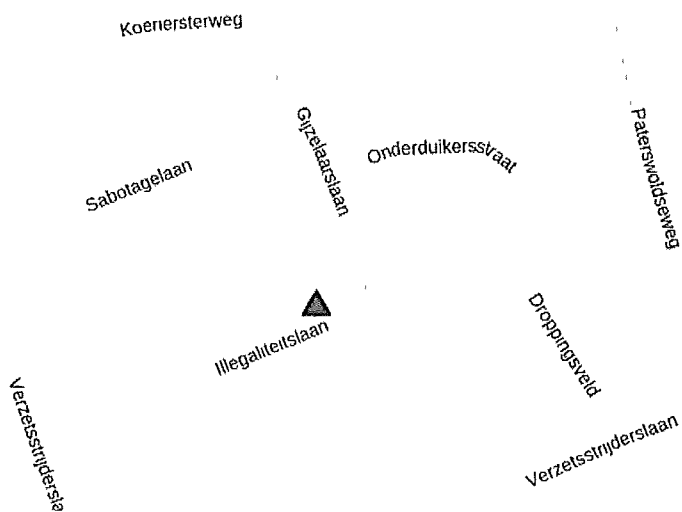 Koeriersterweg
Gijzelaarslaan
Onderduikersstraat
Paterswoldseweg
Sabotagelaan
Illegaliteitslaan
Droppingsveld
Verzetsstrijdersla
Verzetsstrijderslaan